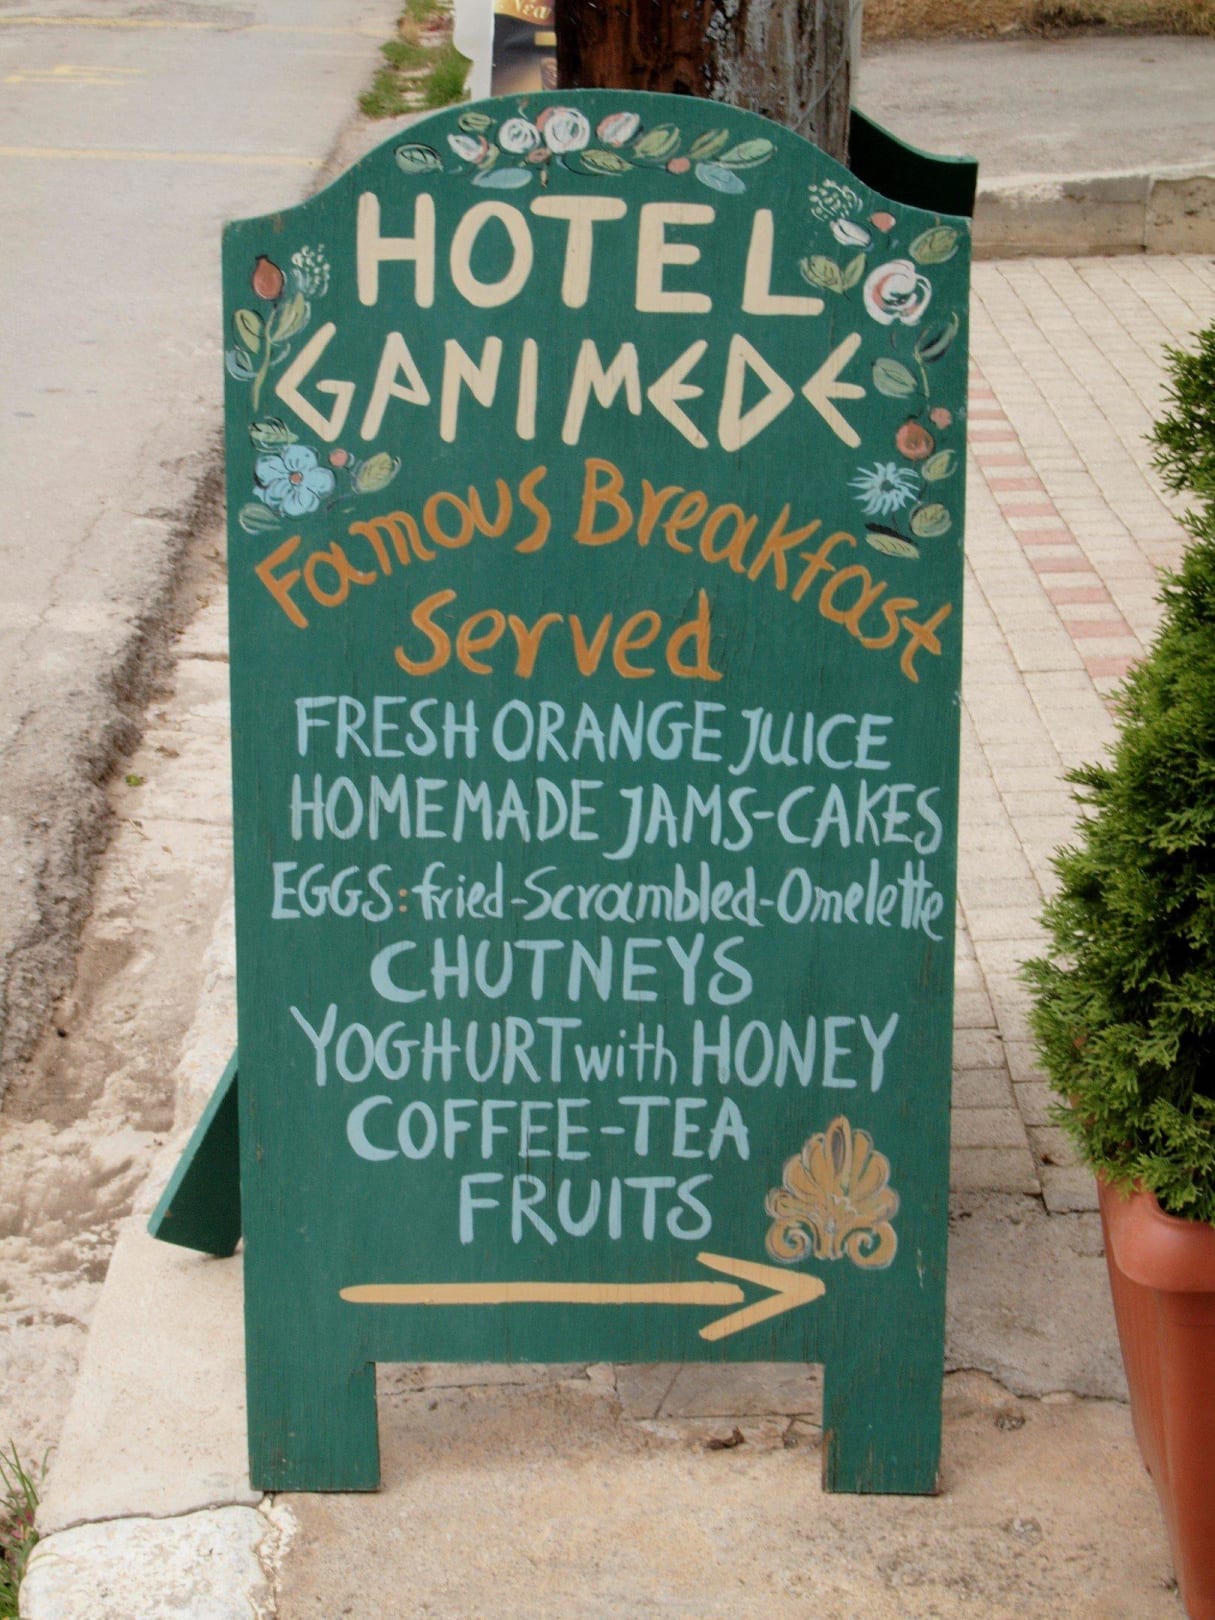 HOTEL
GANIMEDE
Famous Breakfast
Served
FRESH ORANGE JUICE
HOMEMADE JAMS-CAKES
EGGS: fried-Scrambled-Omelette
CHUTNEYS
YOGHURT with HONEY
COFFEE-TEA
FRUITS